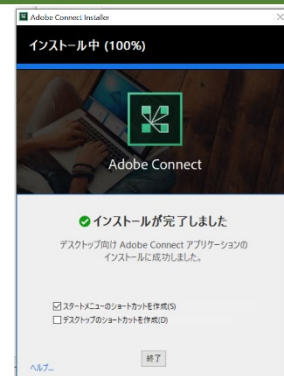 Adobe Connect Installer
インストール中 (100%)
Adobe Connect
インストールが完了しました
デスクトップ向け Adobe Connect アプリケーションの
インストールに成功しました。
スタートメニューのショートカットを作成(S)
デスクトップのショートカットを作成(D)
終了
ヘルプ...